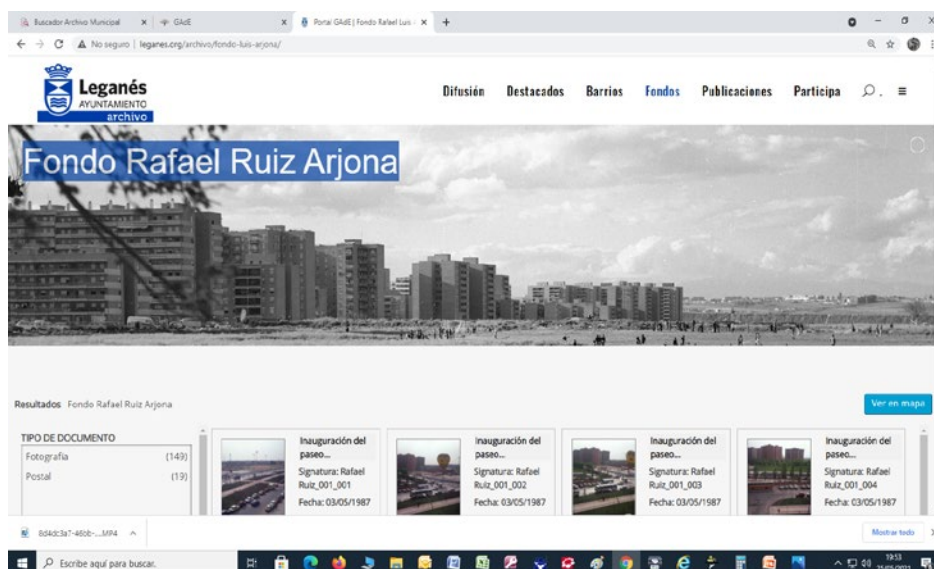 Buscador Archivo Municipal
GAdE
Portal GAdE | Fondo Rafael Luis
No seguro | leganes.org/archivo/fondo-luis-arjona/
Leganés
AYUNTAMIENTO
archivo
Difusión Destacados Barrios Fondos Publicaciones Participa
Fondo Rafael Ruiz Arjona
Resultados Fondo Rafael Ruiz Arjona
Ver en mapa
TIPO DE DOCUMENTO
Fotografía (149)
Postal (19)
Inauguración del
paseo...
Signatura: Rafael
Ruiz_001_001
Fecha: 03/05/1987
Inauguración del
paseo...
Signatura: Rafael
Ruiz_001_002
Fecha: 03/05/1987
Inauguración del
paseo...
Signatura: Rafael
Ruiz_001_003
Fecha: 03/05/1987
Inauguración del
paseo...
Signatura: Rafael
Ruiz_001_004
Fecha: 03/05/1987
Mostrar todo
Escribe aquí para buscar.
19:53